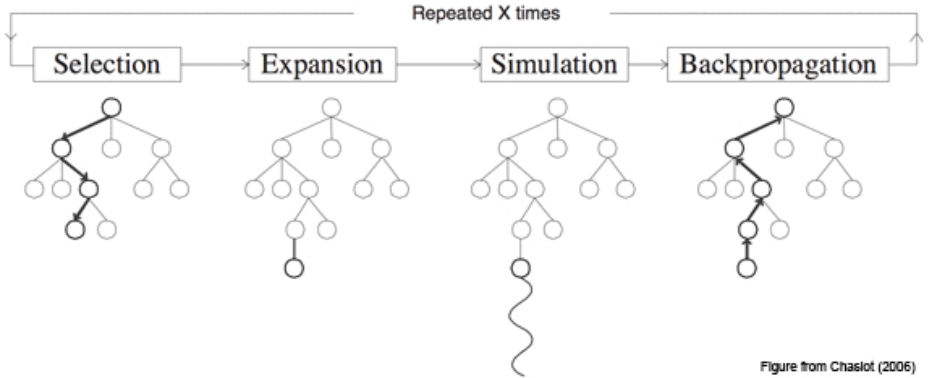 Repeated X times
Selection
Expansion
Simulation
Backpropagation
Figure from Chaslot (2006)